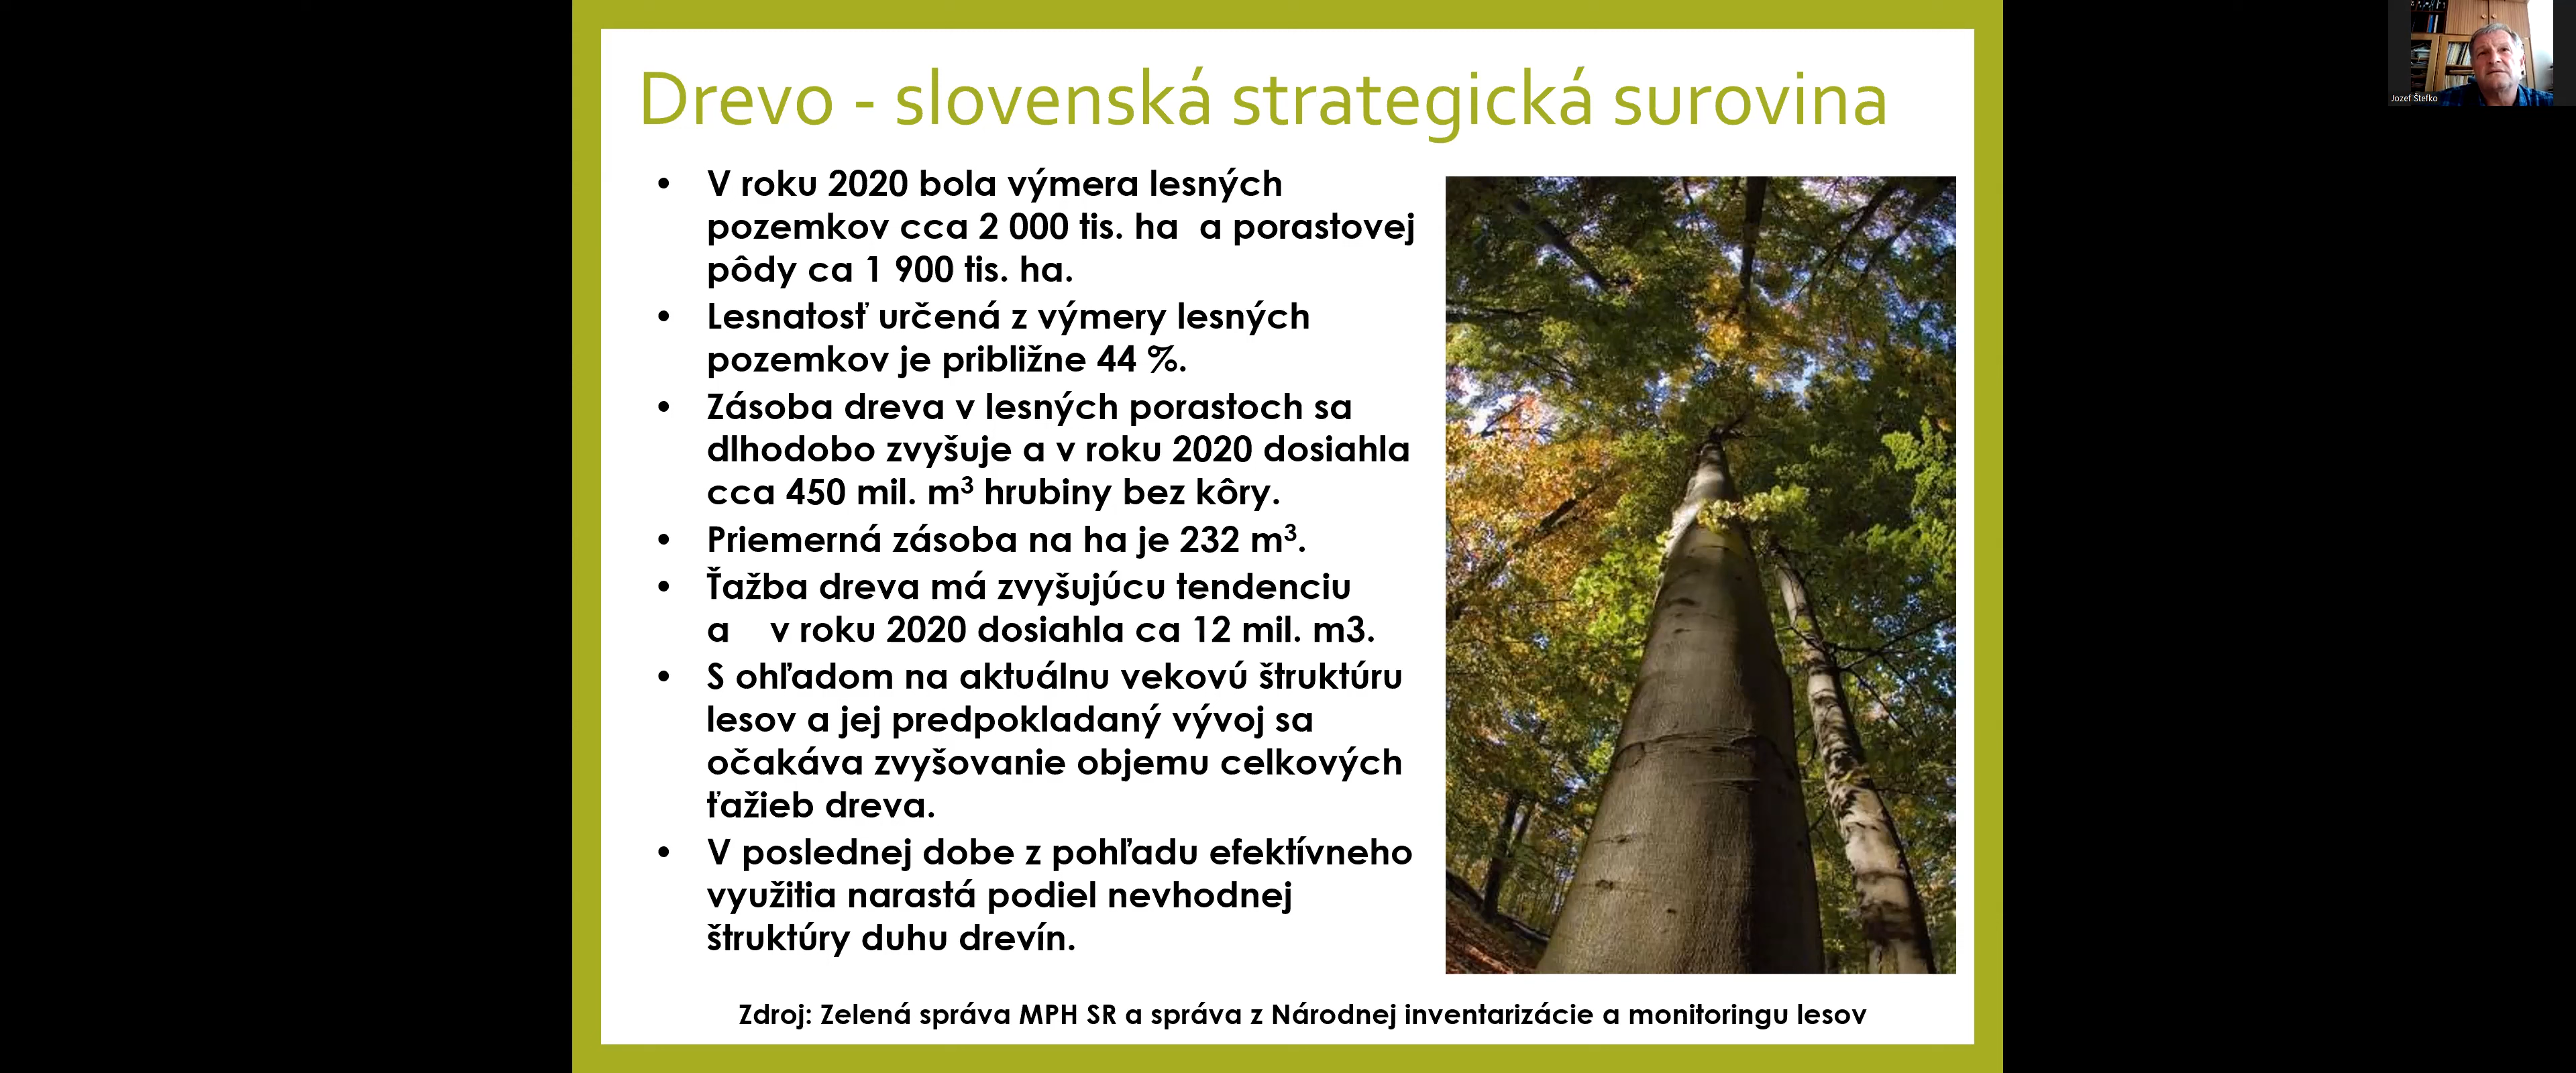 Drevo - slovenská strategická surovina
• V roku 2020 bola výmera lesných
pozemkov cca 2 000 tis. ha a porastovej
pôdy ca 1 900 tis. ha.
• Lesnatosť určená z výmery lesných
pozemkov je približne 44 %.
• Zásoba dreva v lesných porastoch sa
dlhodobo zvyšuje a v roku 2020 dosiahla
cca 450 mil. m³ hrubiny bez kôry.
• Priemerná zásoba na ha je 232 m³.
• Ťažba dreva má zvyšujúcu tendenciu
a v roku 2020 dosiahla ca 12 mil. m3.
• S ohľadom na aktuálnu vekovú štruktúru
lesov a jej predpokladaný vývoj sa
očakáva zvyšovanie objemu celkových
ťažieb dreva.
• V poslednej dobe z pohľadu efektívneho
využitia narastá podiel nevhodnej
štruktúry duhu drevín.
Zdroj: Zelená správa MPH SR a správa z Národnej inventarizácie a monitoringu lesov
Jozef Štefko